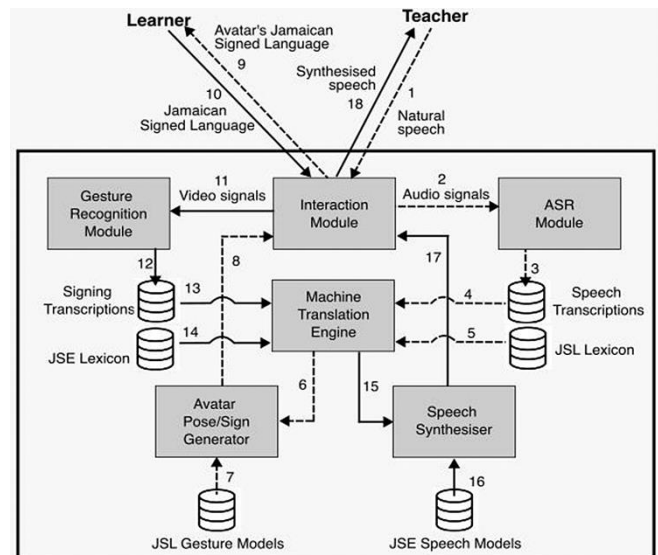 Learner
Teacher
Avatar's Jamaican
Signed Language
9
Synthesised
speech
18
1
Natural
speech
10
Jamaican
Signed Language
11
Video signals
2
Audio signals
Gesture
Recognition
Module
Interaction
Module
ASR
Module
12
8
17
3
Signing
Transcriptions
13
Machine
Translation
Engine
4
Speech
Transcriptions
14
5
JSE Lexicon
JSL Lexicon
6
15
Avatar
Pose/Sign
Generator
Speech
Synthesiser
7
16
JSL Gesture Models
JSE Speech Models